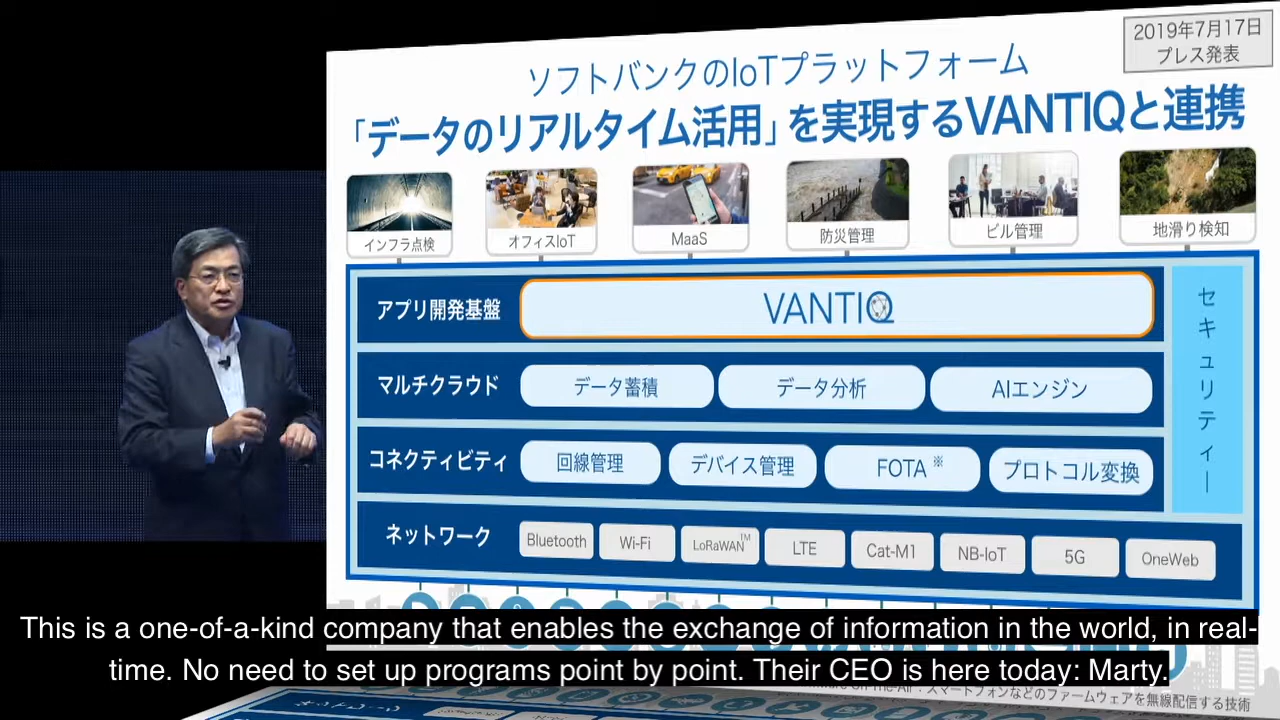 2019年7月17日
プレス発表
ソフトバンクのIoTプラットフォーム
「データのリアルタイム活用」を実現するVANTIQと連携
インフラ点検
オフィスIoT
MaaS
防災管理
ビル管理
地滑り検知
アプリ開発基盤
VANTIQ
マルチクラウド
データ蓄積
データ分析
AIエンジン
コネクティビティ
回線管理
デバイス管理
FOTA ※
プロトコル変換
ネットワーク
Bluetooth
Wi-Fi
LoRaWAN™
LTE
Cat-M1
NB-IoT
5G
OneWeb
セキュリティー
This is a one-of-a-kind company that enables the exchange of information in the world, in real-
time. No need to set up programs point by point. Their CEO is here today: Marty.
スマートフォンなどのファームウェアを無線配信する技術